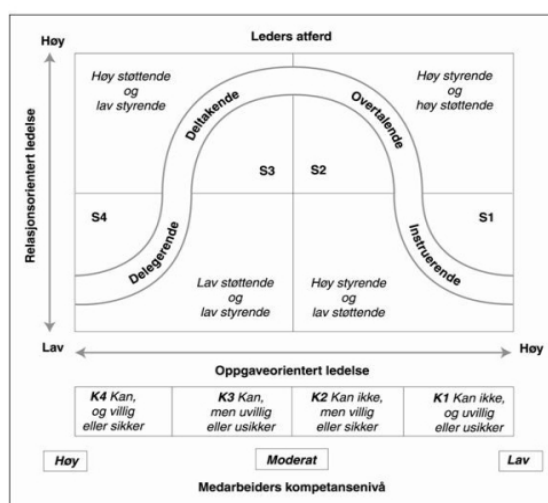 Høy
Leders atferd
Høy støttende
og
lav styrende
Høy styrende
og
høy støttende
Deltakende
Overtalende
Relasjonsorientert ledelse
S3
S2
S4
S1
Delegerende
Instruerende
Lav støttende
og
lav styrende
Høy styrende
og
lav støttende
Lav
Høy
Oppgaveorientert ledelse
K4 Kan,
og villig
eller sikker
K3 Kan,
men uvillig
eller usikker
K2 Kan ikke,
men villig
eller sikker
K1 Kan ikke,
og uvillig
eller usikker
Høy
Moderat
Lav
Medarbeiders kompetansenivå